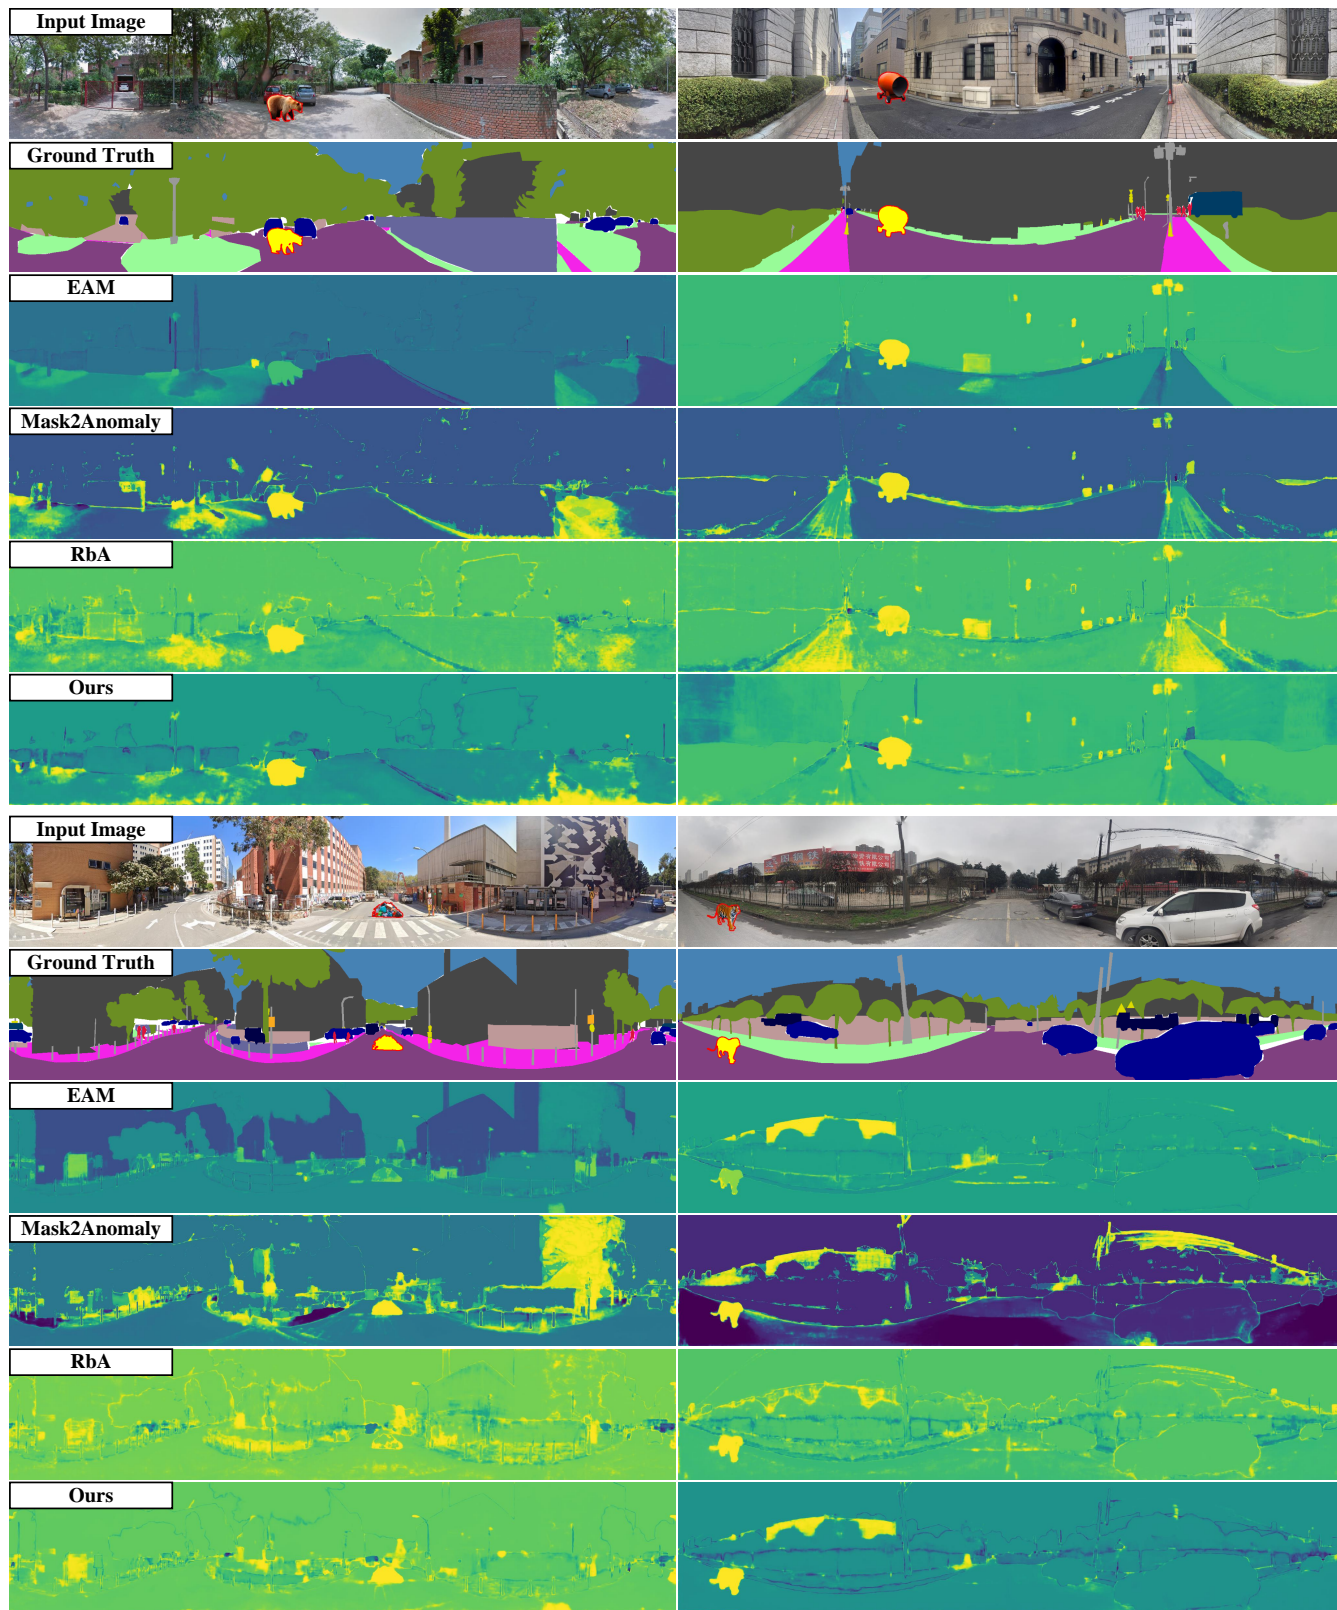 Input Image
Ground Truth
EAM
Mask2Anomaly
RbA
Ours
Input Image
Ground Truth
EAM
Mask2Anomaly
RbA
Ours